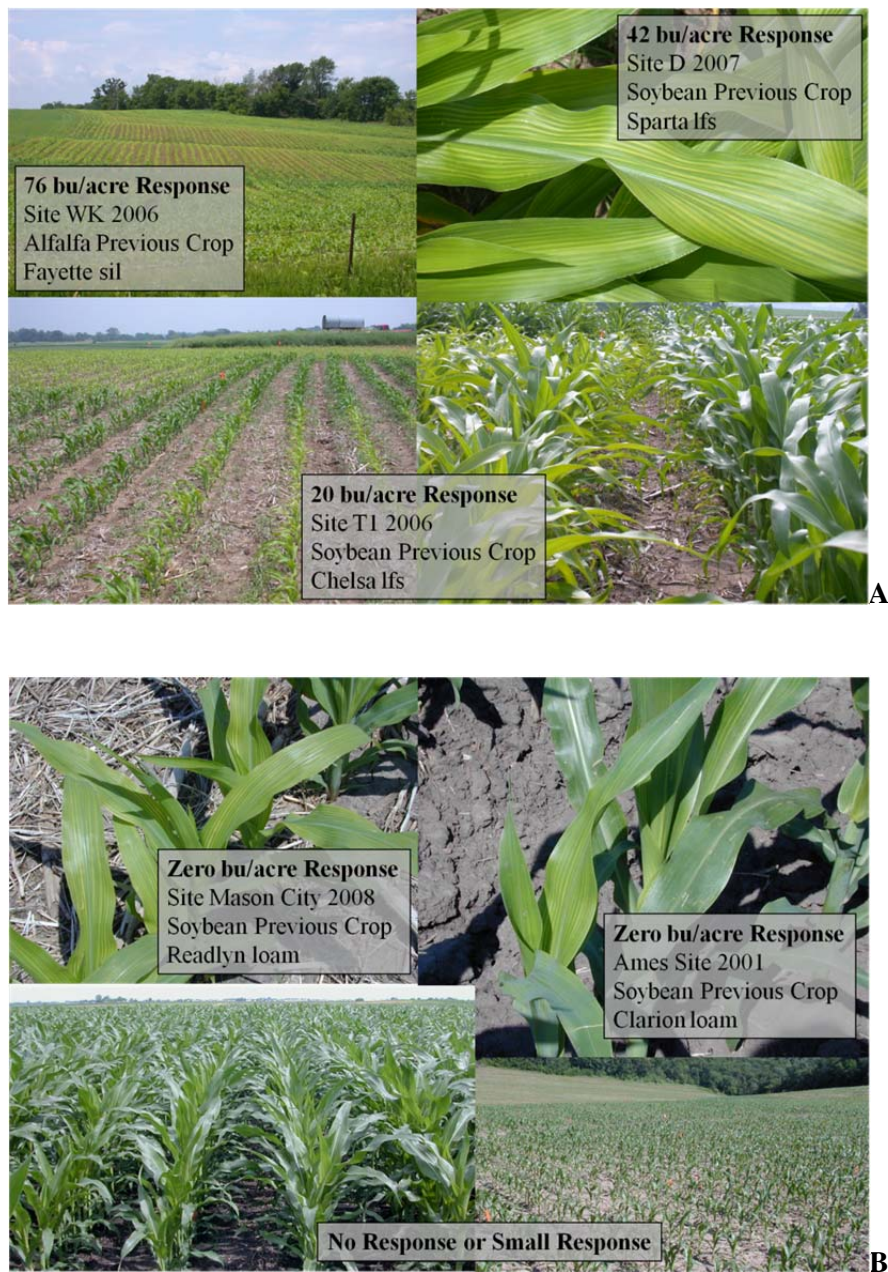 76 bu/acre Response
Site WK 2006
Alfalfa Previous Crop
Fayette sil
42 bu/acre Response
Site D 2007
Soybean Previous Crop
Sparta lfs
20 bu/acre Response
Site T1 2006
Soybean Previous Crop
Chelsa lfs
A
Zero bu/acre Response
Site Mason City 2008
Soybean Previous Crop
Readlyn loam
Zero bu/acre Response
Ames Site 2001
Soybean Previous Crop
Clarion loam
No Response or Small Response
B